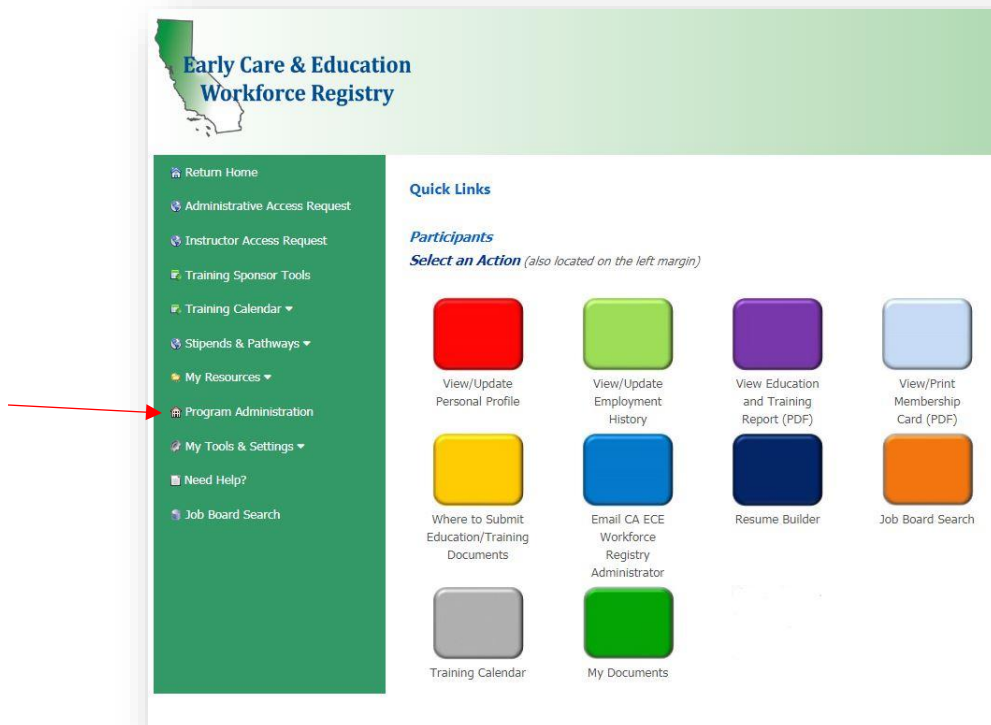 Early Care & Education
Workforce Registry
Return Home
Administrative Access Request
Instructor Access Request
Training Sponsor Tools
Training Calendar
Stipends & Pathways
My Resources
Program Administration
My Tools & Settings
Need Help?
Job Board Search
Quick Links
Participants
Select an Action (also located on the left margin)
View/Update
Personal Profile
View/Update
Employment
History
View Education
and Training
Report (PDF)
View/Print
Membership
Card (PDF)
Where to Submit
Education/Training
Documents
Email CA ECE
Workforce
Registry
Administrator
Resume Builder
Job Board Search
Training Calendar
My Documents